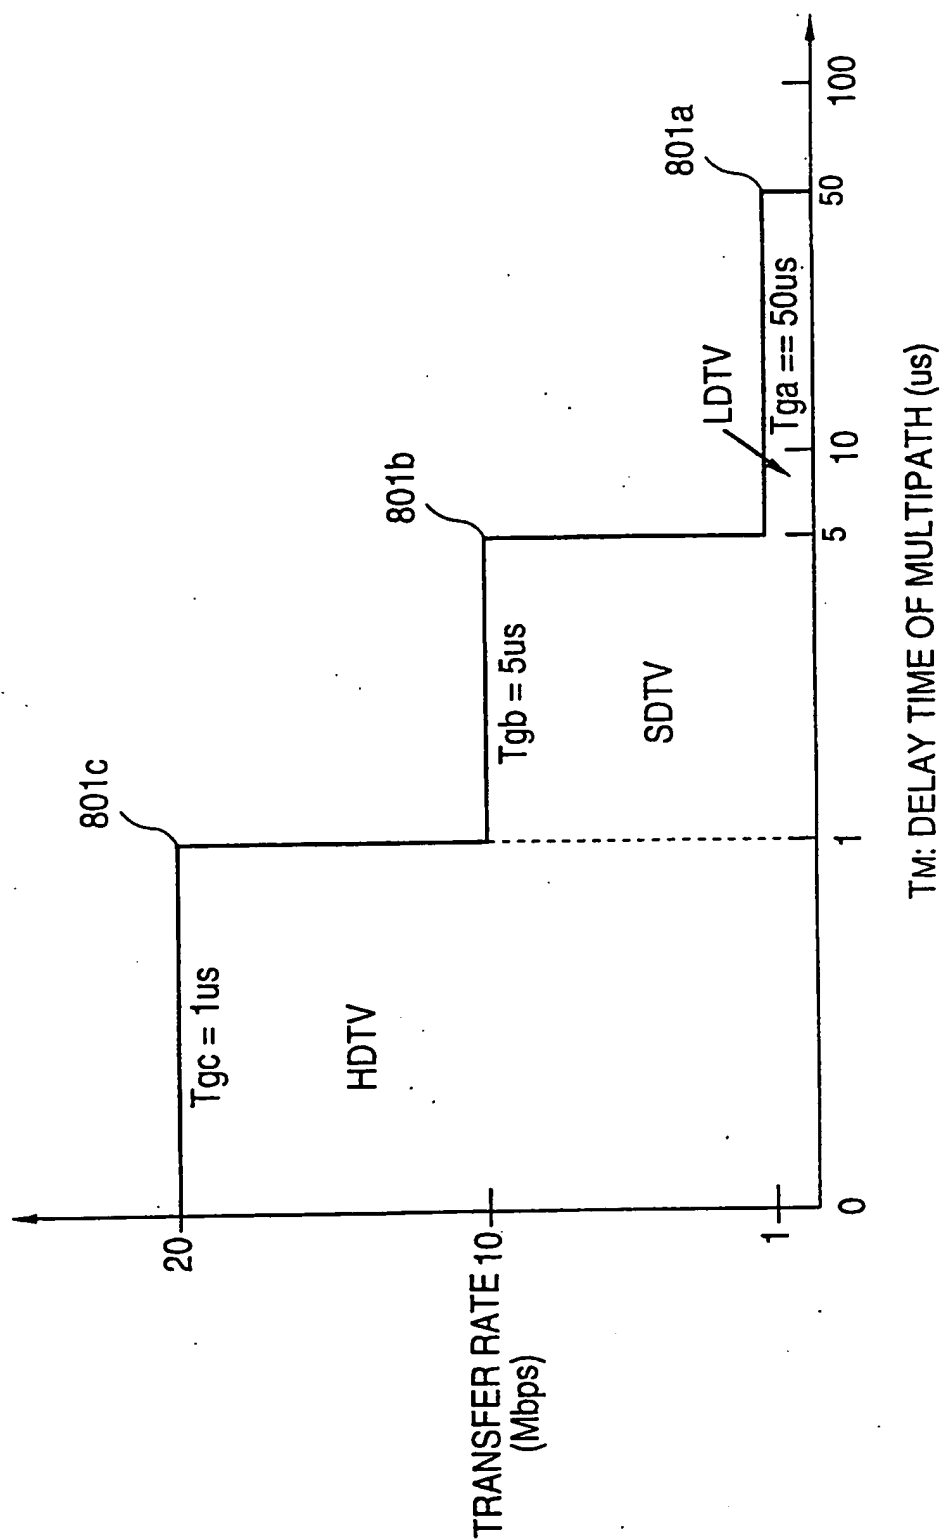 TRANSFER RATE
(Mbps)
20
10
1
0
801c
Tgc = 1us
HDTV
801b
Tgb = 5us
SDTV
801a
LDTV
Tga == 50us
1
5
10
50
100
TM: DELAY TIME OF MULTIPATH (us)